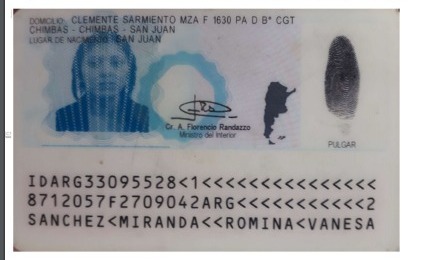 DOMICILIO: CLEMENTE SARMIENTO MZA F 1630 PA D B° CGT
CHIMBAS - CHIMBAS - SAN JUAN
LUGAR DE NACIMIENTO: SAN JUAN
Cr. A. Florencio Randazzo
Ministro del Interior
PULGAR
IDARG33095528<1<<<<<<<<<<<<<<<
8712057F2709042ARG<<<<<<<<<<<2
SANCHEZ<MIRANDA<<ROMINA<VANESA